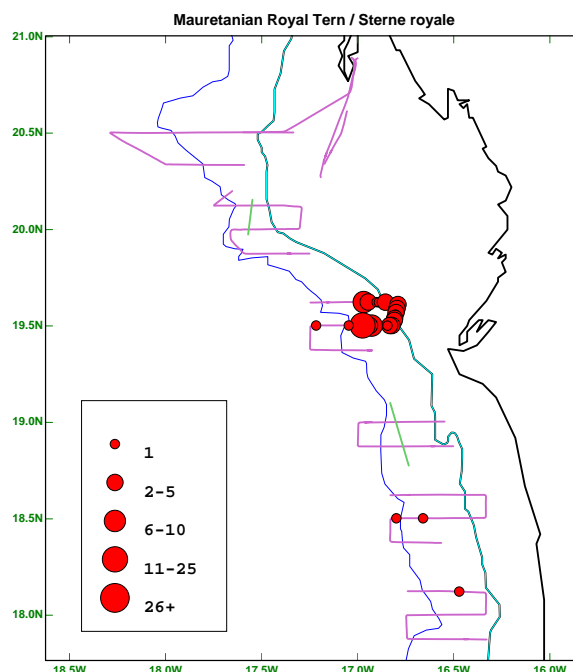 Mauretanian Royal Tern / Sterne royale
21.0N
20.5N
20.0N
19.5N
19.0N
18.5N
18.0N
1
2-5
6-10
11-25
26+
18.5W 18.0W 17.5W 17.0W 16.5W 16.0W